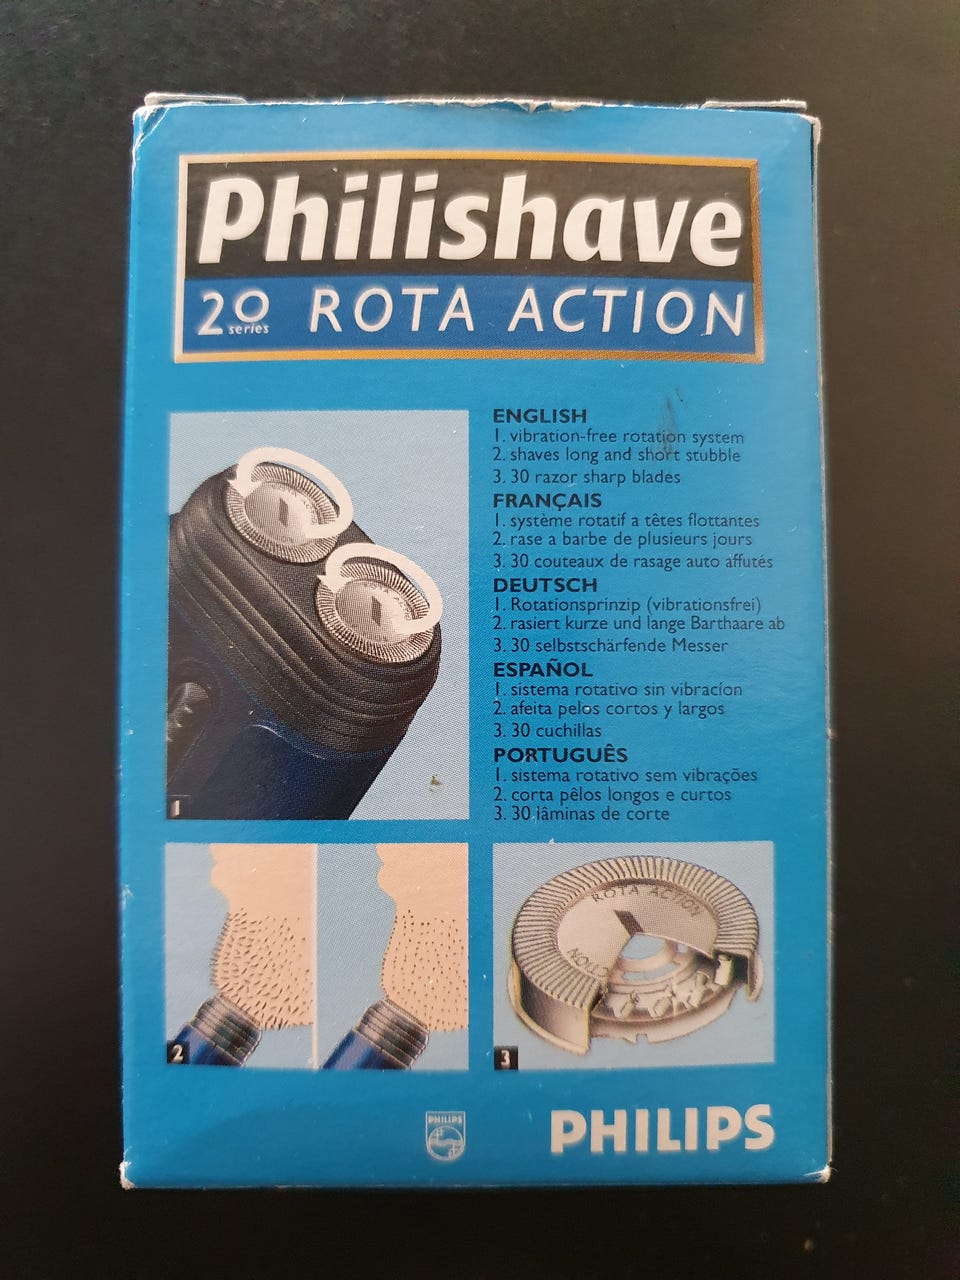 Philishave
20 series ROTA ACTION
ENGLISH
1. vibration-free rotation system
2. shaves long and short stubble
3. 30 razor sharp blades
FRANÇAIS
1. système rotatif a têtes flottantes
2. rase a barbe de plusieurs jours
3. 30 couteaux de rasage auto affutés
DEUTSCH
1. Rotationsprinzip (vibrationsfrei)
2. rasiert kurze und lange Barthaare ab
3. 30 selbstschärfende Messer
ESPAÑOL
1. sistema rotativo sin vibracíon
2. afeita pelos cortos y largos
3. 30 cuchillas
PORTUGUÊS
1. sistema rotativo sem vibrações
2. corta pêlos longos e curtos
3. 30 lâminas de corte
1
ROTA ACTION
CTION
2
3
PHILIPS
PHILIPS